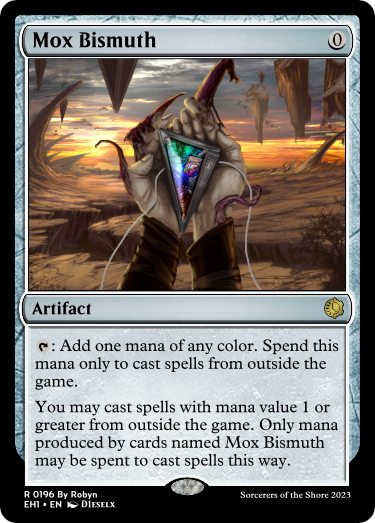 Mox Bismuth 0
Artifact
: Add one mana of any color. Spend this
mana only to cast spells from outside the
game.
You may cast spells with mana value 1 or
greater from outside the game. Only mana
produced by cards named Mox Bismuth
may be spent to cast spells this way.
R 0196 By Robyn
EH1 • EN Dieselx
Sorcerers of the Shore 2023